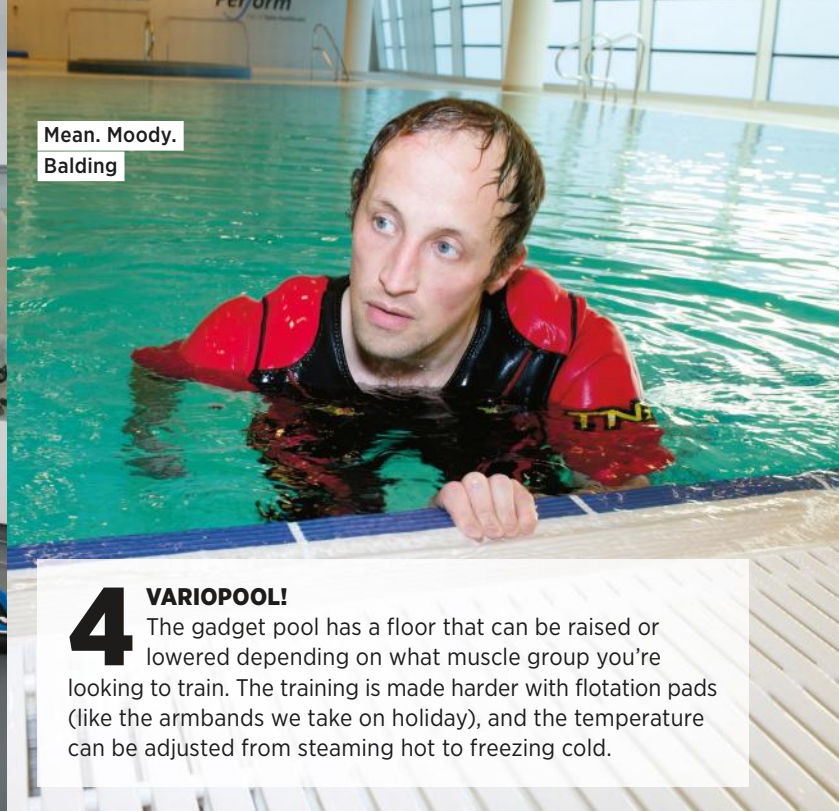 Perform
Mean. Moody.
Balding
TN
4
VARIOPOOL!
The gadget pool has a floor that can be raised or
lowered depending on what muscle group you're
looking to train. The training is made harder with flotation pads
(like the armbands we take on holiday), and the temperature
can be adjusted from steaming hot to freezing cold.